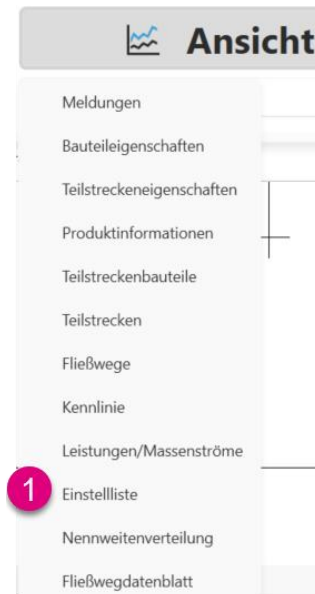 Ansicht
Meldungen
Bauteileigenschaften
Teilstreckeneigenschaften
Produktinformationen
Teilstreckenbauteile
Teilstrecken
Fließwege
Kennlinie
Leistungen/Massenströme
1 Einstellliste
Nennweitenverteilung
Fließwegdatenblatt